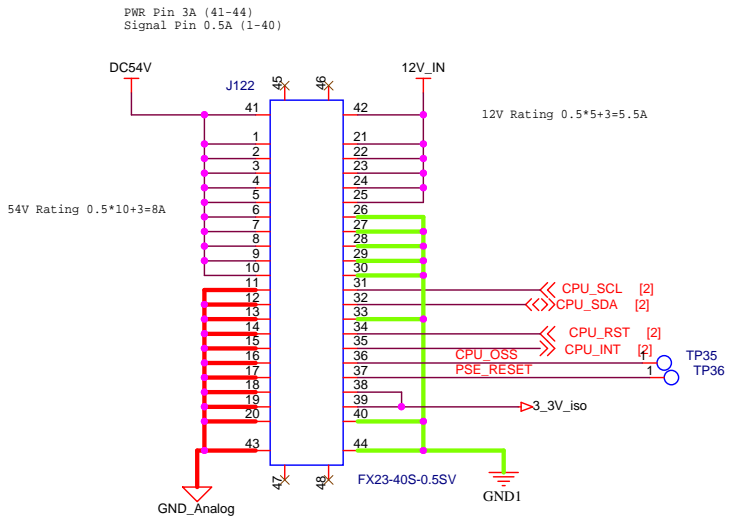 PWR Pin 3A (41-44)
Signal Pin 0.5A (1-40)
DC54V
12V_IN
J122
45
46
41
42
12V Rating 0.5*5+3=5.5A
1
21
2
22
3
23
4
24
5
25
54V Rating 0.5*10+3=8A
6
26
7
27
8
28
9
29
10
30
11
31
CPU_SCL [2]
12
32
CPU_SDA [2]
13
33
14
34
CPU_RST [2]
15
35
CPU_INT [2]
16
36
CPU_OSS
1
TP35
17
37
PSE_RESET
1
TP36
18
38
19
39
3_3V_iso
20
40
43
44
47
48
FX23-40S-0.5SV
GND_Analog
GND1